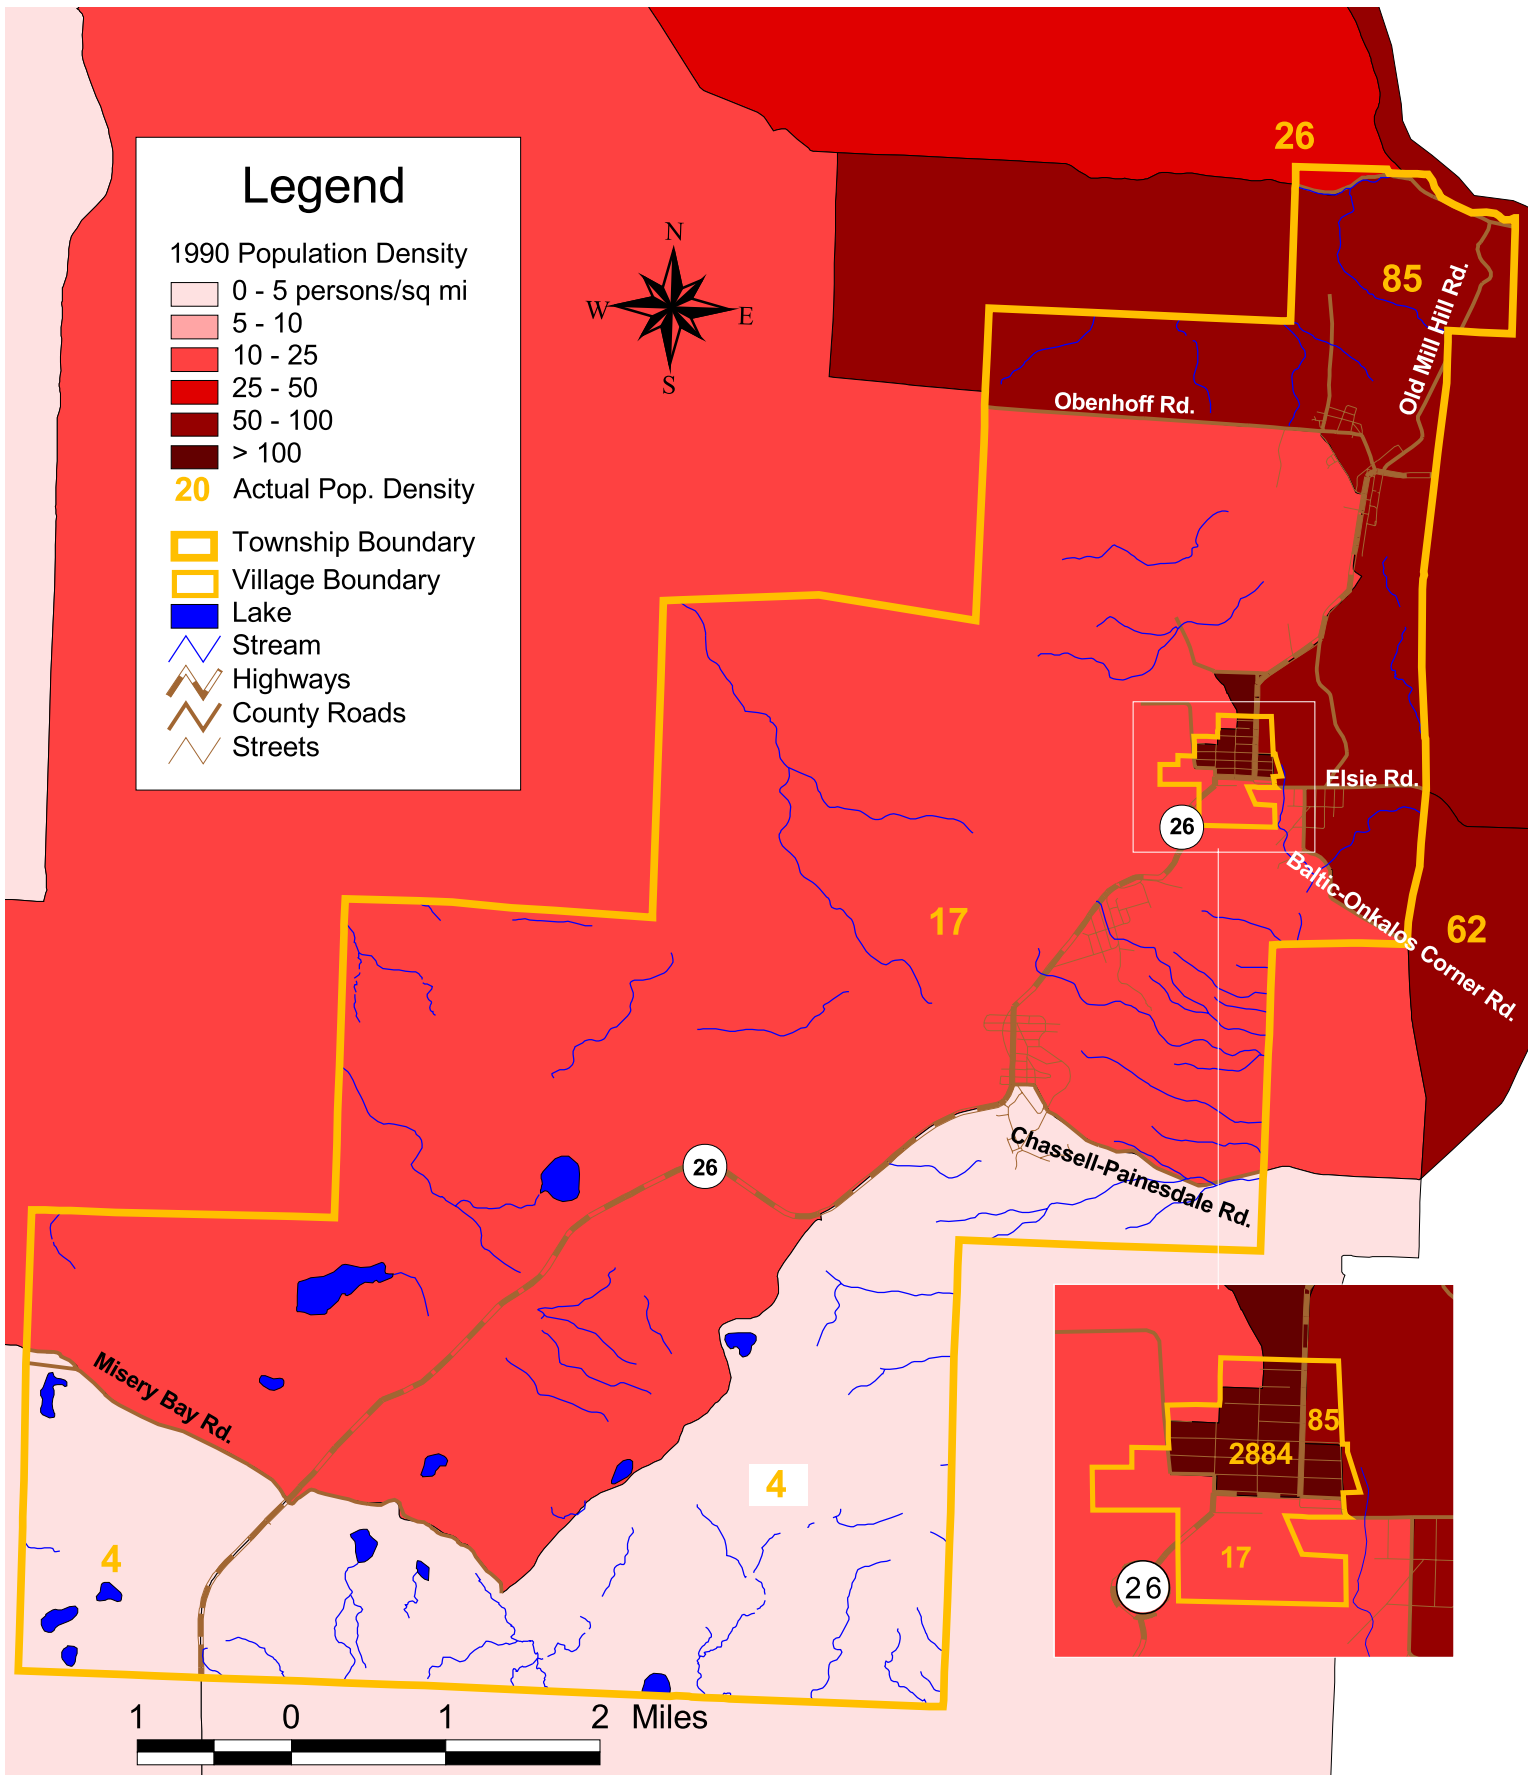 Legend
1990 Population Density
0 - 5 persons/sq mi
5 - 10
10 - 25
25 - 50
50 - 100
> 100
20 Actual Pop. Density
Township Boundary
Village Boundary
Lake
Stream
Highways
County Roads
Streets
N
W
E
S
26
85
Old Mill Hill Rd.
Obenhoff Rd.
Elsie Rd.
26
Baltic-Onkalos Corner Rd.
17
62
Chassell-Painesdale Rd.
26
Misery Bay Rd.
4
4
85
2884
17
26
1 0 1 2 Miles